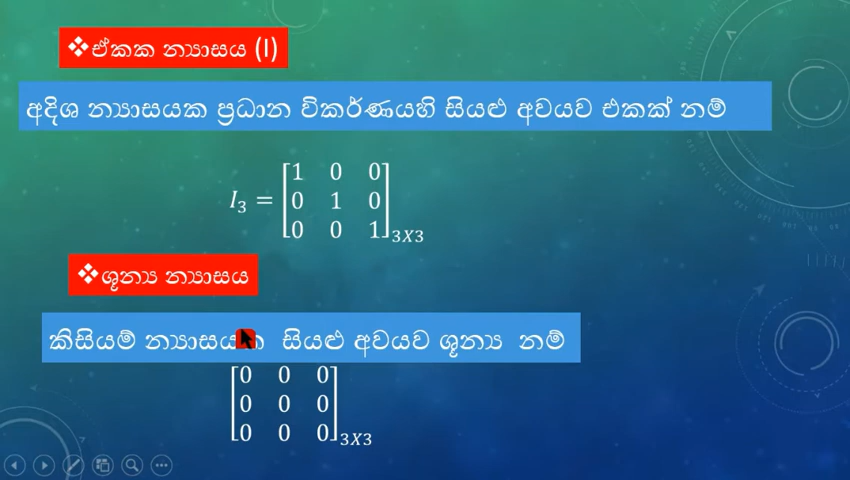 ❖ඒකක න්‍යාසය (I)
අදිශ න්‍යාසයක ප්‍රධාන විකර්ණයහි සියළු අවයව එකක් නම්
I₃ = [1 0 0
0 1 0
0 0 1]₃X₃
❖ශූන්‍ය න්‍යාසය
කිසියම් න්‍යාසයක සියළු අවයව ශූන්‍ය නම්
[0 0 0
0 0 0
0 0 0]₃X₃